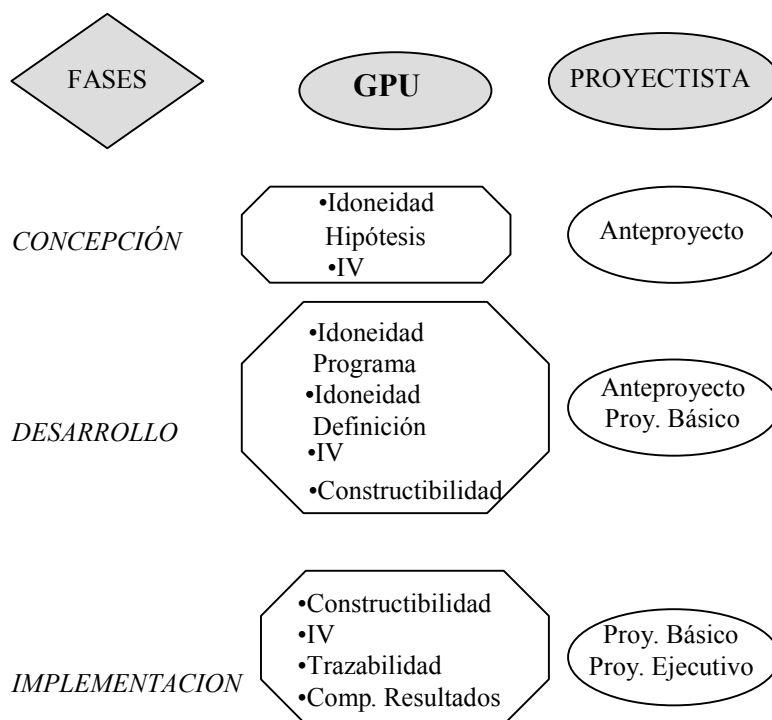 FASES
GPU
PROYECTISTA
CONCEPCIÓN
•Idoneidad
Hipótesis
•IV
Anteproyecto
DESARROLLO
•Idoneidad
Programa
•Idoneidad
Definición
•IV
•Constructibilidad
Anteproyecto
Proy. Básico
IMPLEMENTACION
•Constructibilidad
•IV
•Trazabilidad
•Comp. Resultados
Proy. Básico
Proy. Ejecutivo